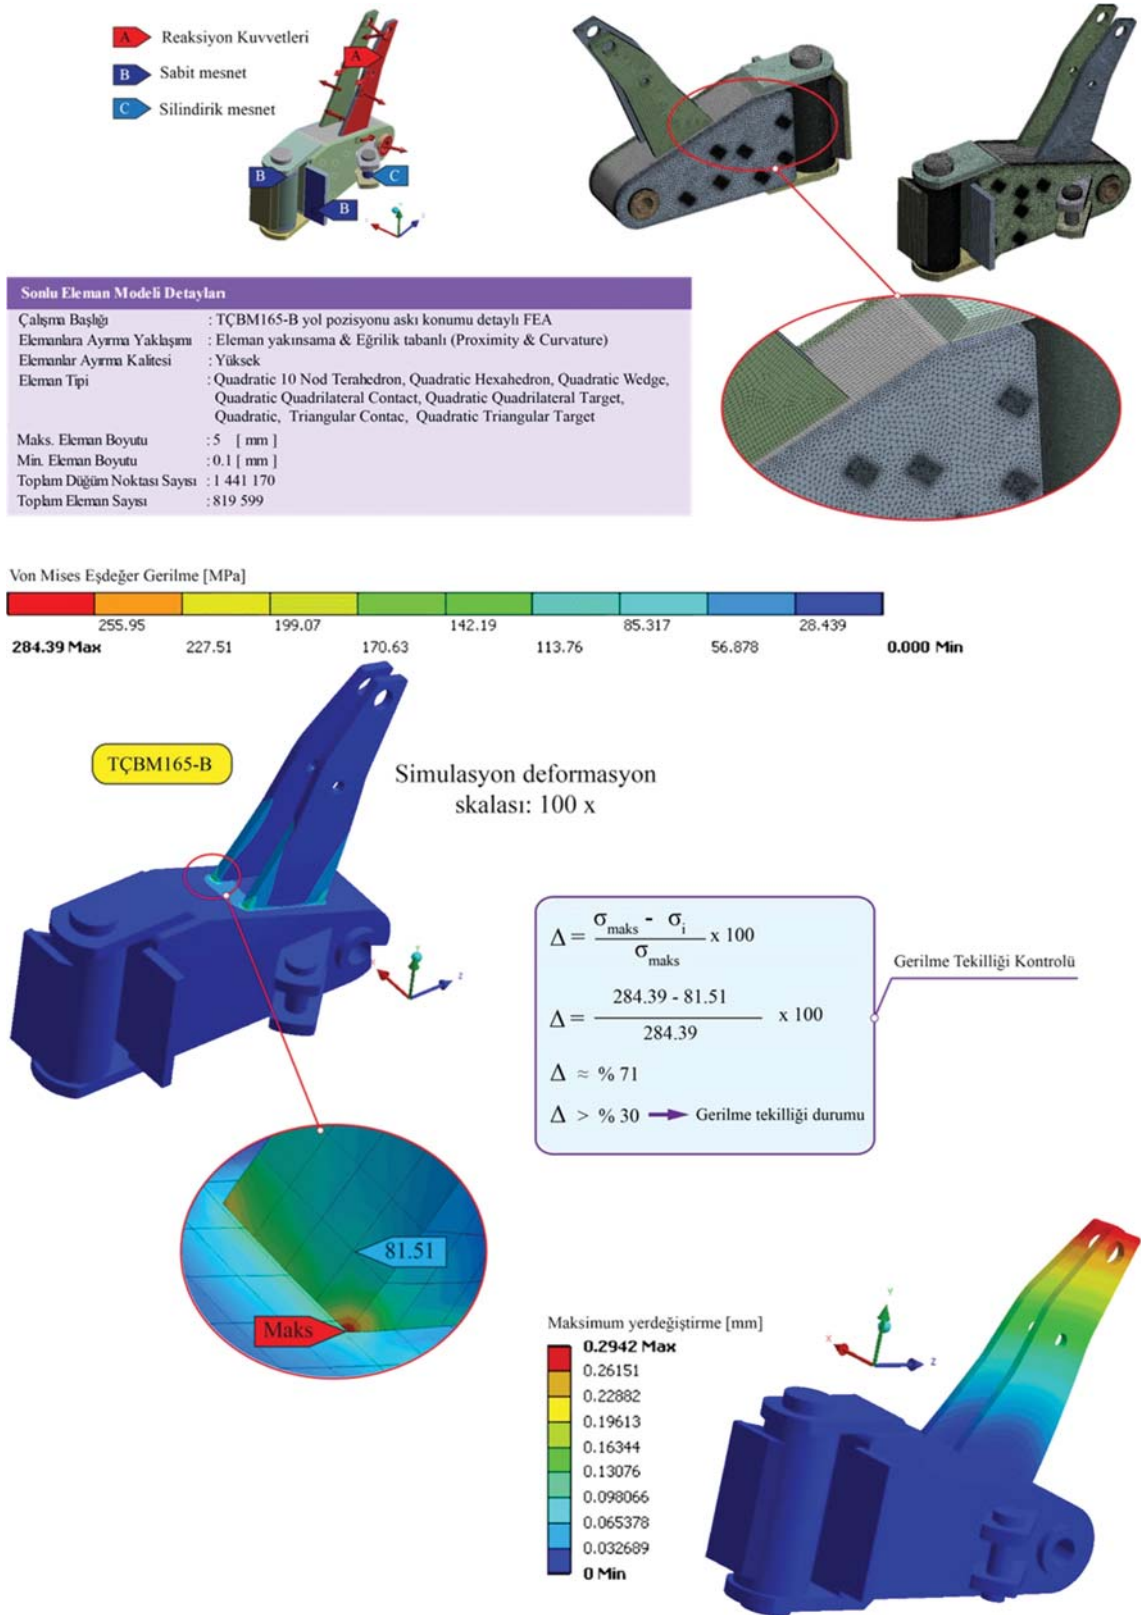 A Reaksiyon Kuvvetleri
B Sabit mesnet
C Silindirik mesnet
A
B
C
B
Sonlu Eleman Modeli Detayları
Çalışma Başlığı : TÇBM165-B yol pozisyonu askı konumu detaylı FEA
Elemanlara Ayırma Yaklaşımı : Eleman yakınsama & Eğrilik tabanlı (Proximity & Curvature)
Elemanlar Ayırma Kalitesi : Yüksek
Eleman Tipi : Quadratic 10 Nod Terahedron, Quadratic Hexahedron, Quadratic Wedge,
Quadratic Quadrilateral Contact, Quadratic Quadrilateral Target,
Quadratic, Triangular Contac, Quadratic Triangular Target
Maks. Eleman Boyutu : 5 [ mm ]
Min. Eleman Boyutu : 0.1 [ mm ]
Toplam Düğüm Noktası Sayısı : 1 441 170
Toplam Eleman Sayısı : 819 599
Von Mises Eşdeğer Gerilme [MPa]
255.95 199.07 142.19 85.317 28.439
284.39 Max 227.51 170.63 113.76 56.878 0.000 Min
TÇBM165-B
Simulasyon deformasyon
skalası: 100 x
Y
X
Z
Δ = σmaks - σi / σmaks x 100
Δ = 284.39 - 81.51 / 284.39 x 100
Δ ≈ % 71
Δ > % 30 → Gerilme tekilliği durumu
Gerilme Tekilliği Kontrolü
81.51
Maks
Maksimum yerdeğiştirme [mm]
0.2942 Max
0.26151
0.22882
0.19613
0.16344
0.13076
0.098066
0.065378
0.032689
0 Min
Y
X
Z